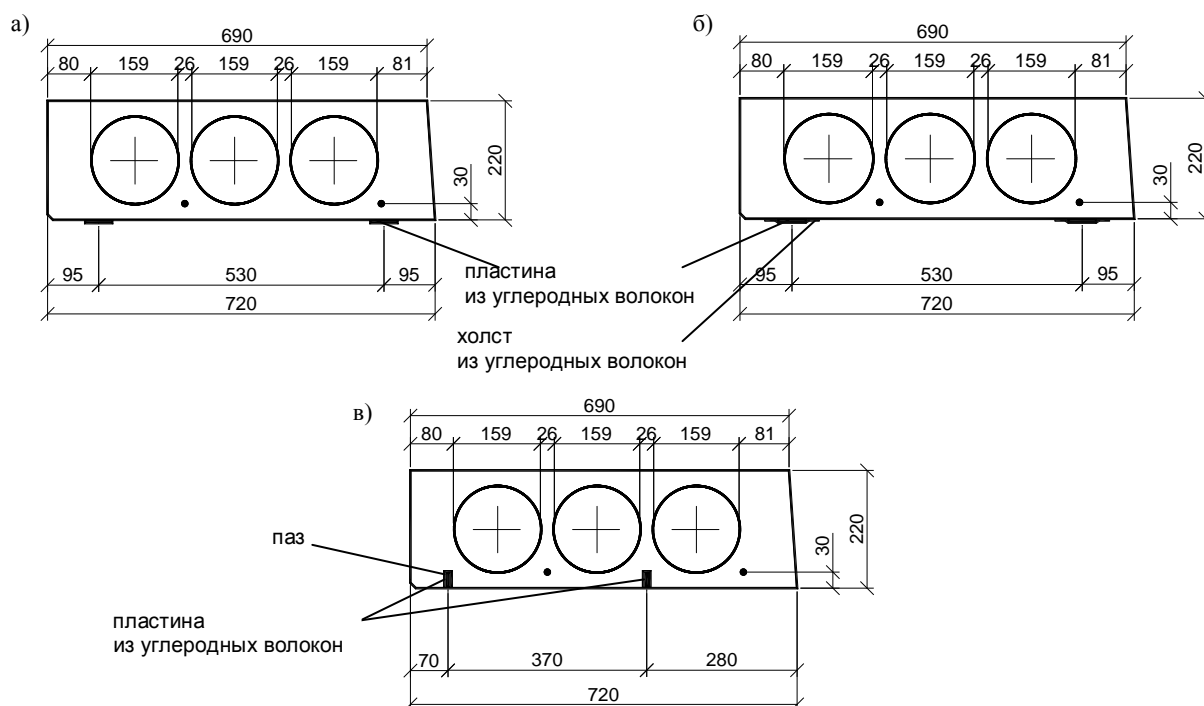 а)
690
80 159 26 159 26 159 81
220
30
95 530 95
720
б)
690
80 159 26 159 26 159 81
220
30
95 530 95
720
пластина
из углеродных волокон
холст
из углеродных волокон
в)
690
80 159 26 159 26 159 81
220
30
паз
пластина
из углеродных волокон
70 370 280
720